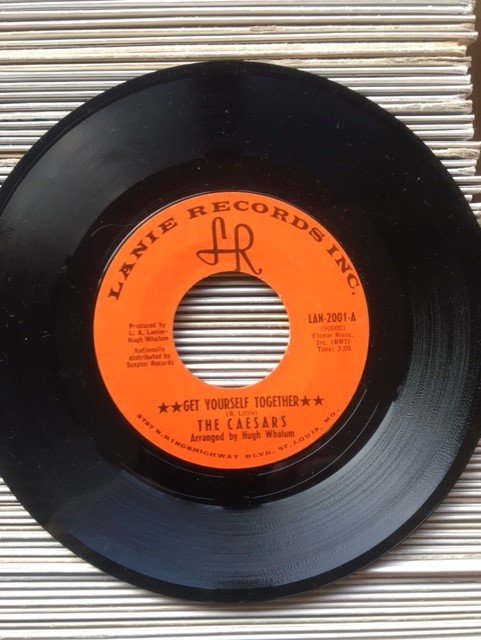 LANIE RECORDS INC.
LR
Produced by
L. A. Lanier-
Hugh Whalum
Nationally
distributed by
Scepter Records
LAN-2001-A
(90000)
Flomar Music,
Inc. (BMI)
Time: 3:05
★★GET YOURSELF TOGETHER★★
(R. Little)
THE CAESARS
Arranged by Hugh Whalum
3737 N. KINGSHIGHWAY BLVD. ST. LOUIS, MO.